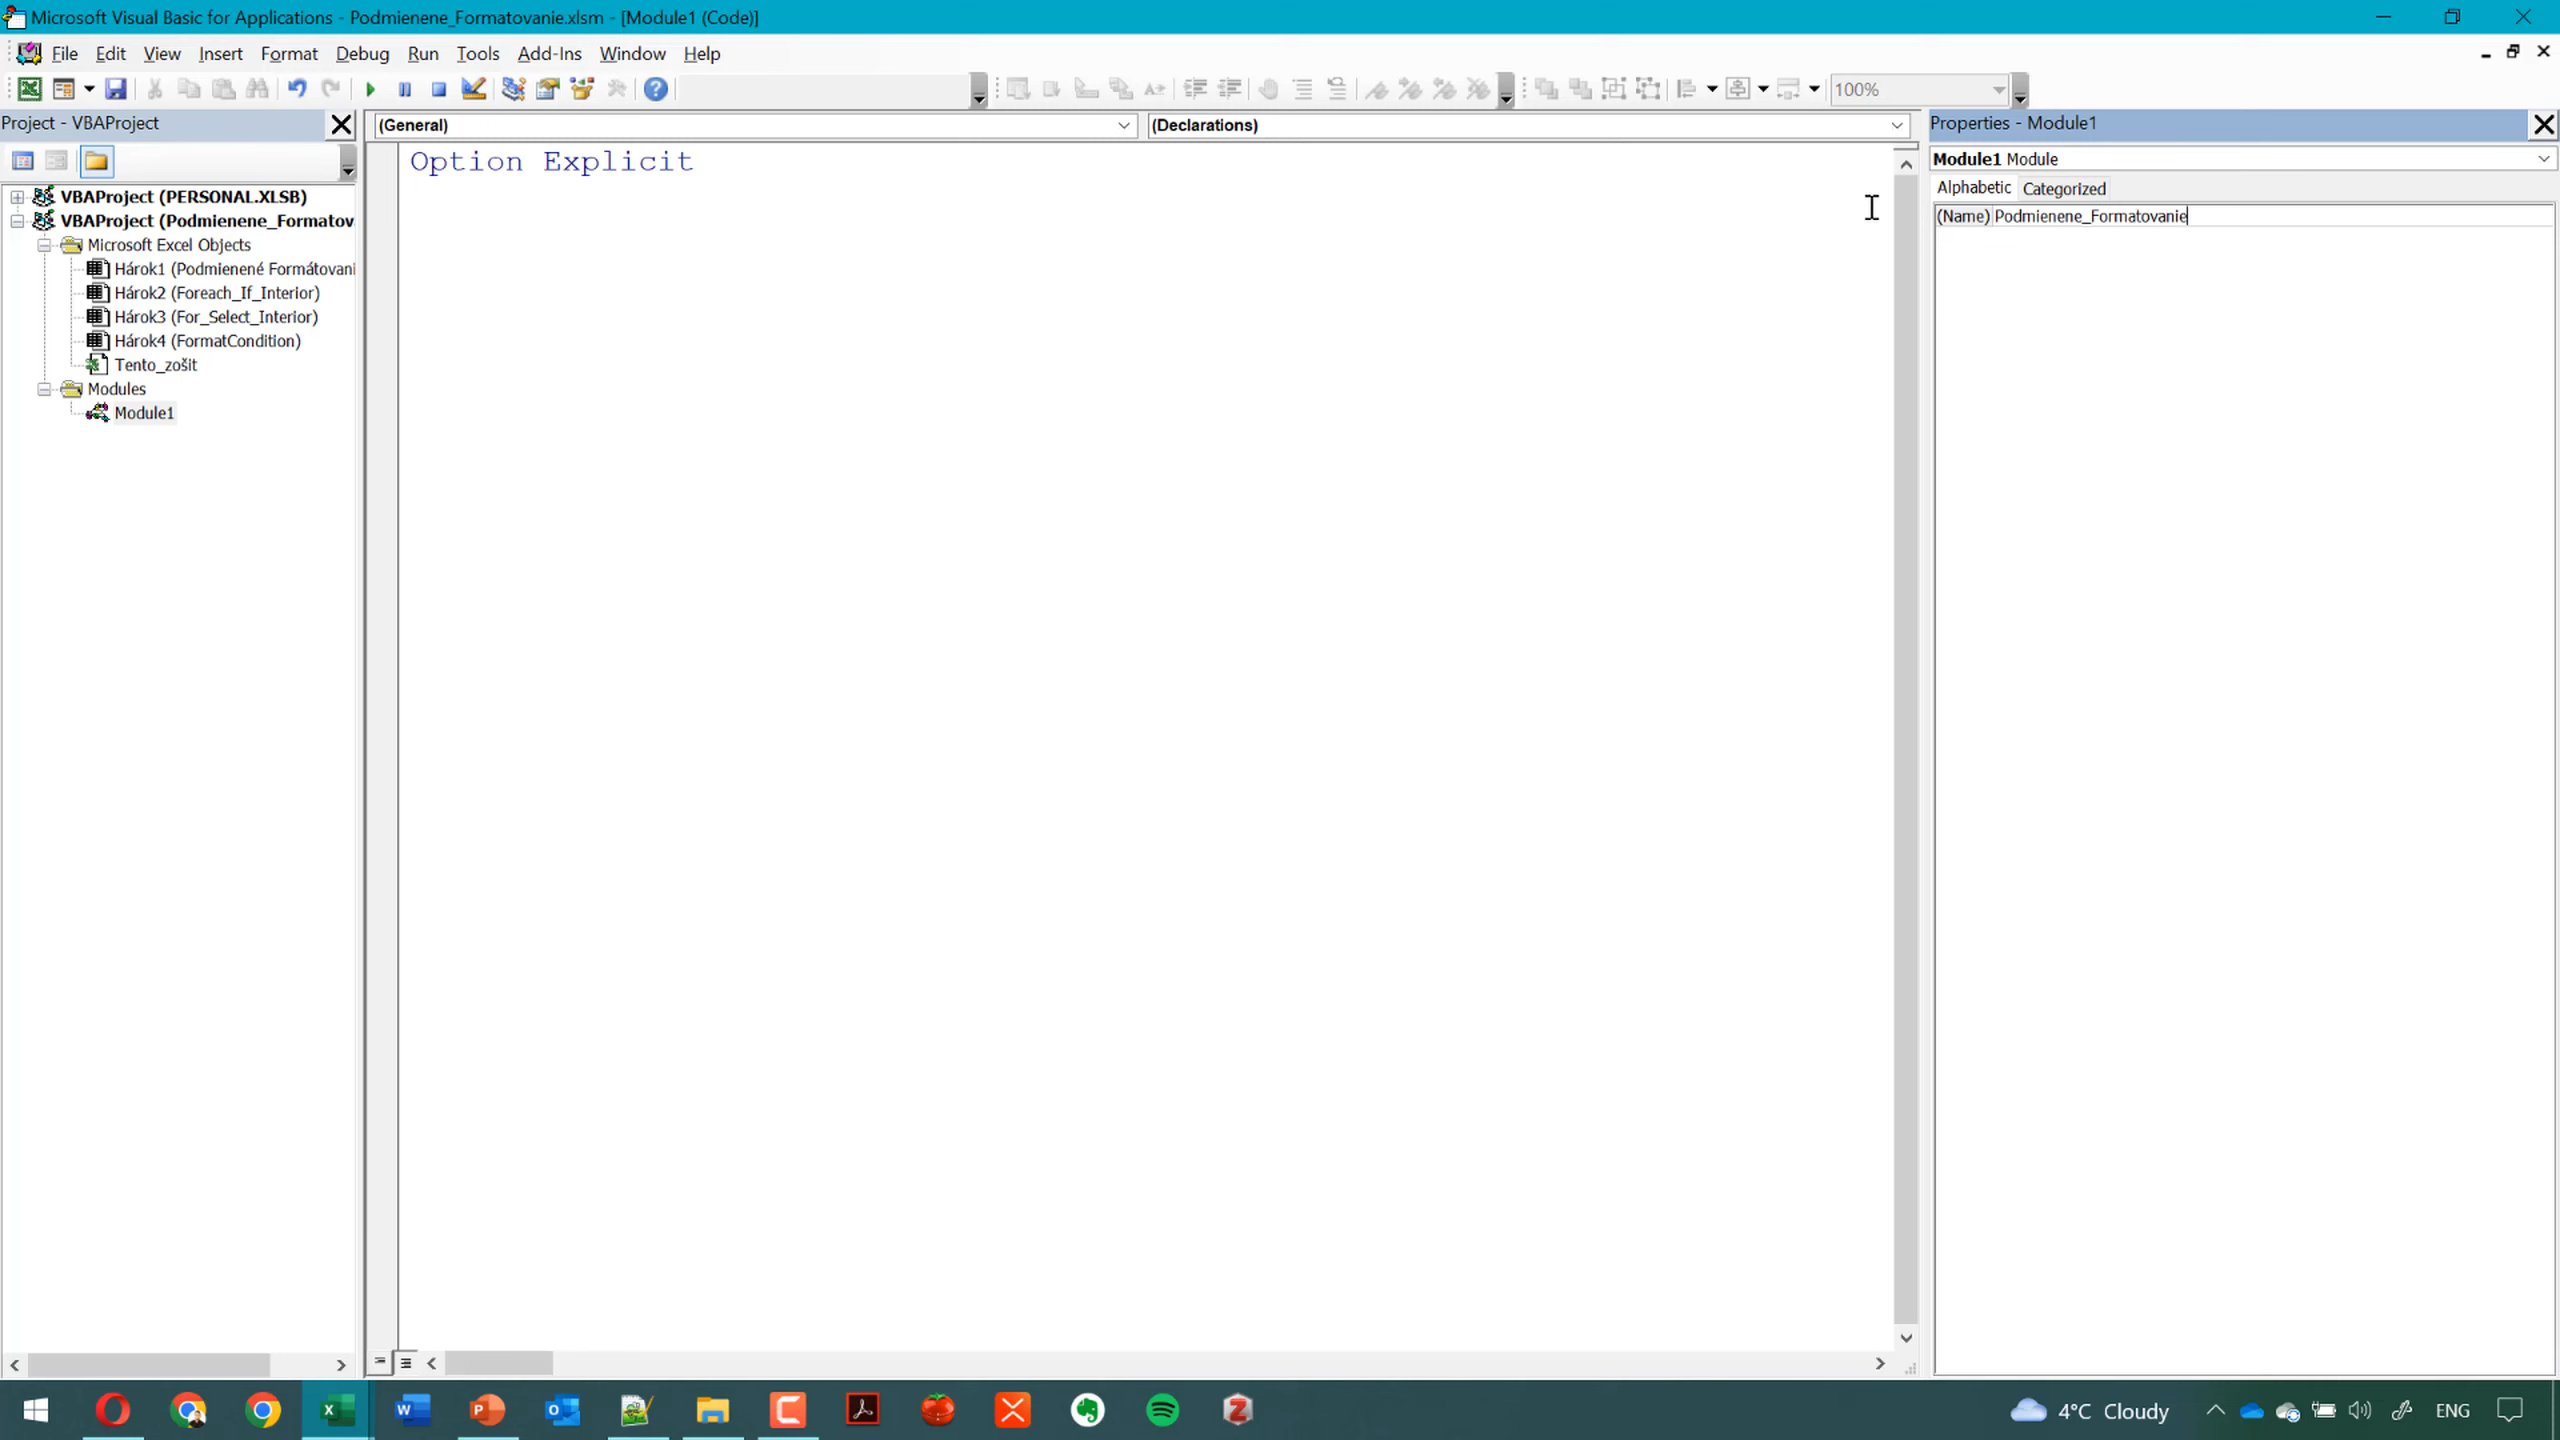 Microsoft Visual Basic for Applications - Podmienene_Formatovanie.xlsm - [Module1 (Code)]
File Edit View Insert Format Debug Run Tools Add-Ins Window Help
100%
Project - VBAProject
(General)
(Declarations)
Properties - Module1
VBAProject (PERSONAL.XLSB)
VBAProject (Podmienene_Formatov
Microsoft Excel Objects
Hárok1 (Podmienené Formátovani
Hárok2 (Foreach_If_Interior)
Hárok3 (For_Select_Interior)
Hárok4 (FormatCondition)
Tento_zošit
Modules
Module1
Option Explicit
Module1 Module
Alphabetic Categorized
(Name) Podmienene_Formatovanie
4°C Cloudy
ENG